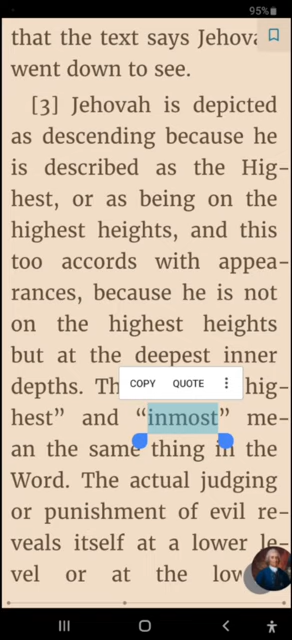 95%
that the text says Jehova
went down to see.
[3] Jehovah is depicted
as descending because he
is described as the Hig-
hest, or as being on the
highest heights, and this
too accords with appea-
rances, because he is not
on the highest heights
but at the deepest inner
COPY QUOTE
depths. Th hig-
hest” and “inmost” me-
an the same thing in the
Word. The actual judging
or punishment of evil re-
veals itself at a lower le-
vel or at the low